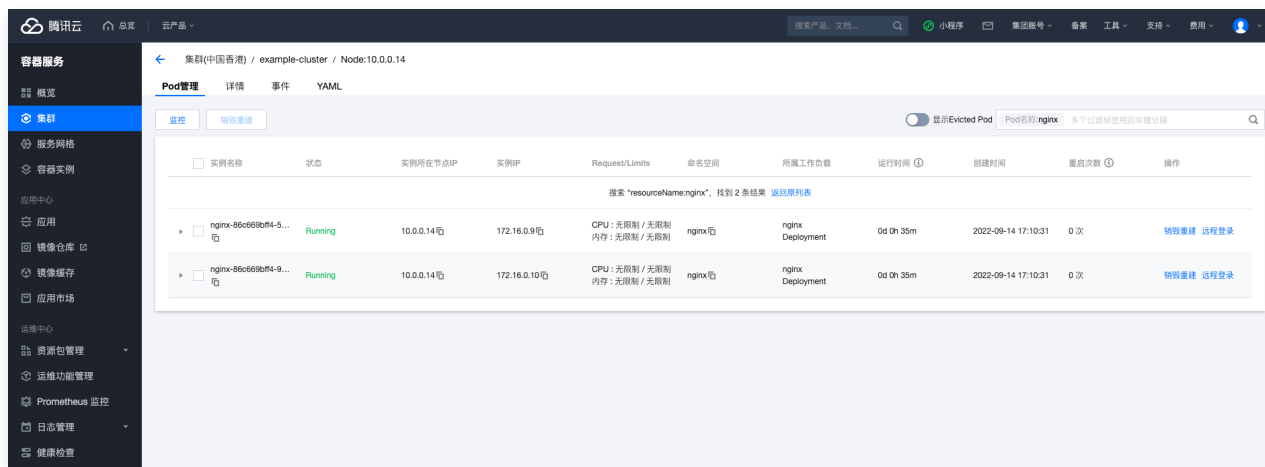 腾讯云 总览 云产品 搜索产品、文档... 小程序 集团账号 备案 工具 支持 费用
容器服务
集群(中国香港) / example-cluster / Node:10.0.0.14
概览
Pod管理 详情 事件 YAML
集群
监控 销毁重建 显示Evicted Pod Pod名称:nginx 多个过滤标签用回车键分隔
服务网格
容器实例
实例名称 状态 实例所在节点IP 实例IP Request/Limits 命名空间 所属工作负载 运行时间 创建时间 重启次数 操作
搜索 "resourceName:nginx", 找到 2 条结果 返回原列表
应用中心
应用
nginx-86c669bff4-5... Running 10.0.0.14 172.16.0.9 CPU : 无限制 / 无限制 nginx nginx 0d 0h 35m 2022-09-14 17:10:31 0 次 销毁重建 远程登录
内存 : 无限制 / 无限制 Deployment
镜像仓库
镜像缓存
nginx-86c669bff4-9... Running 10.0.0.14 172.16.0.10 CPU : 无限制 / 无限制 nginx nginx 0d 0h 35m 2022-09-14 17:10:31 0 次 销毁重建 远程登录
内存 : 无限制 / 无限制 Deployment
应用市场
运维中心
资源包管理
运维功能管理
Prometheus 监控
日志管理
健康检查